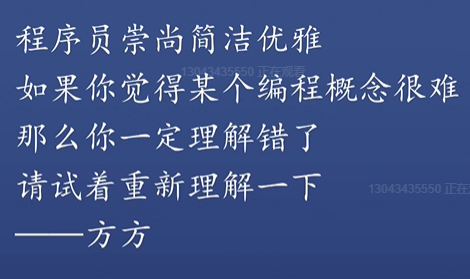 程序员崇尚简洁优雅
13043435550 正在观看
如果你觉得某个编程概念很难
那么你一定理解错了
请试着重新理解一下
13043435550 正在
——方方